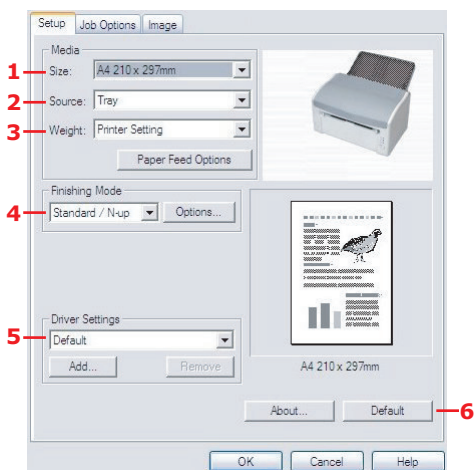 Setup Job Options Image
Media
1 Size: A4 210 x 297mm
2 Source: Tray
3 Weight: Printer Setting
Paper Feed Options
Finishing Mode
4 Standard / N-up Options...
Driver Settings
5 Default
Add... Remove
A4 210 x 297mm
About... Default 6
OK Cancel Help